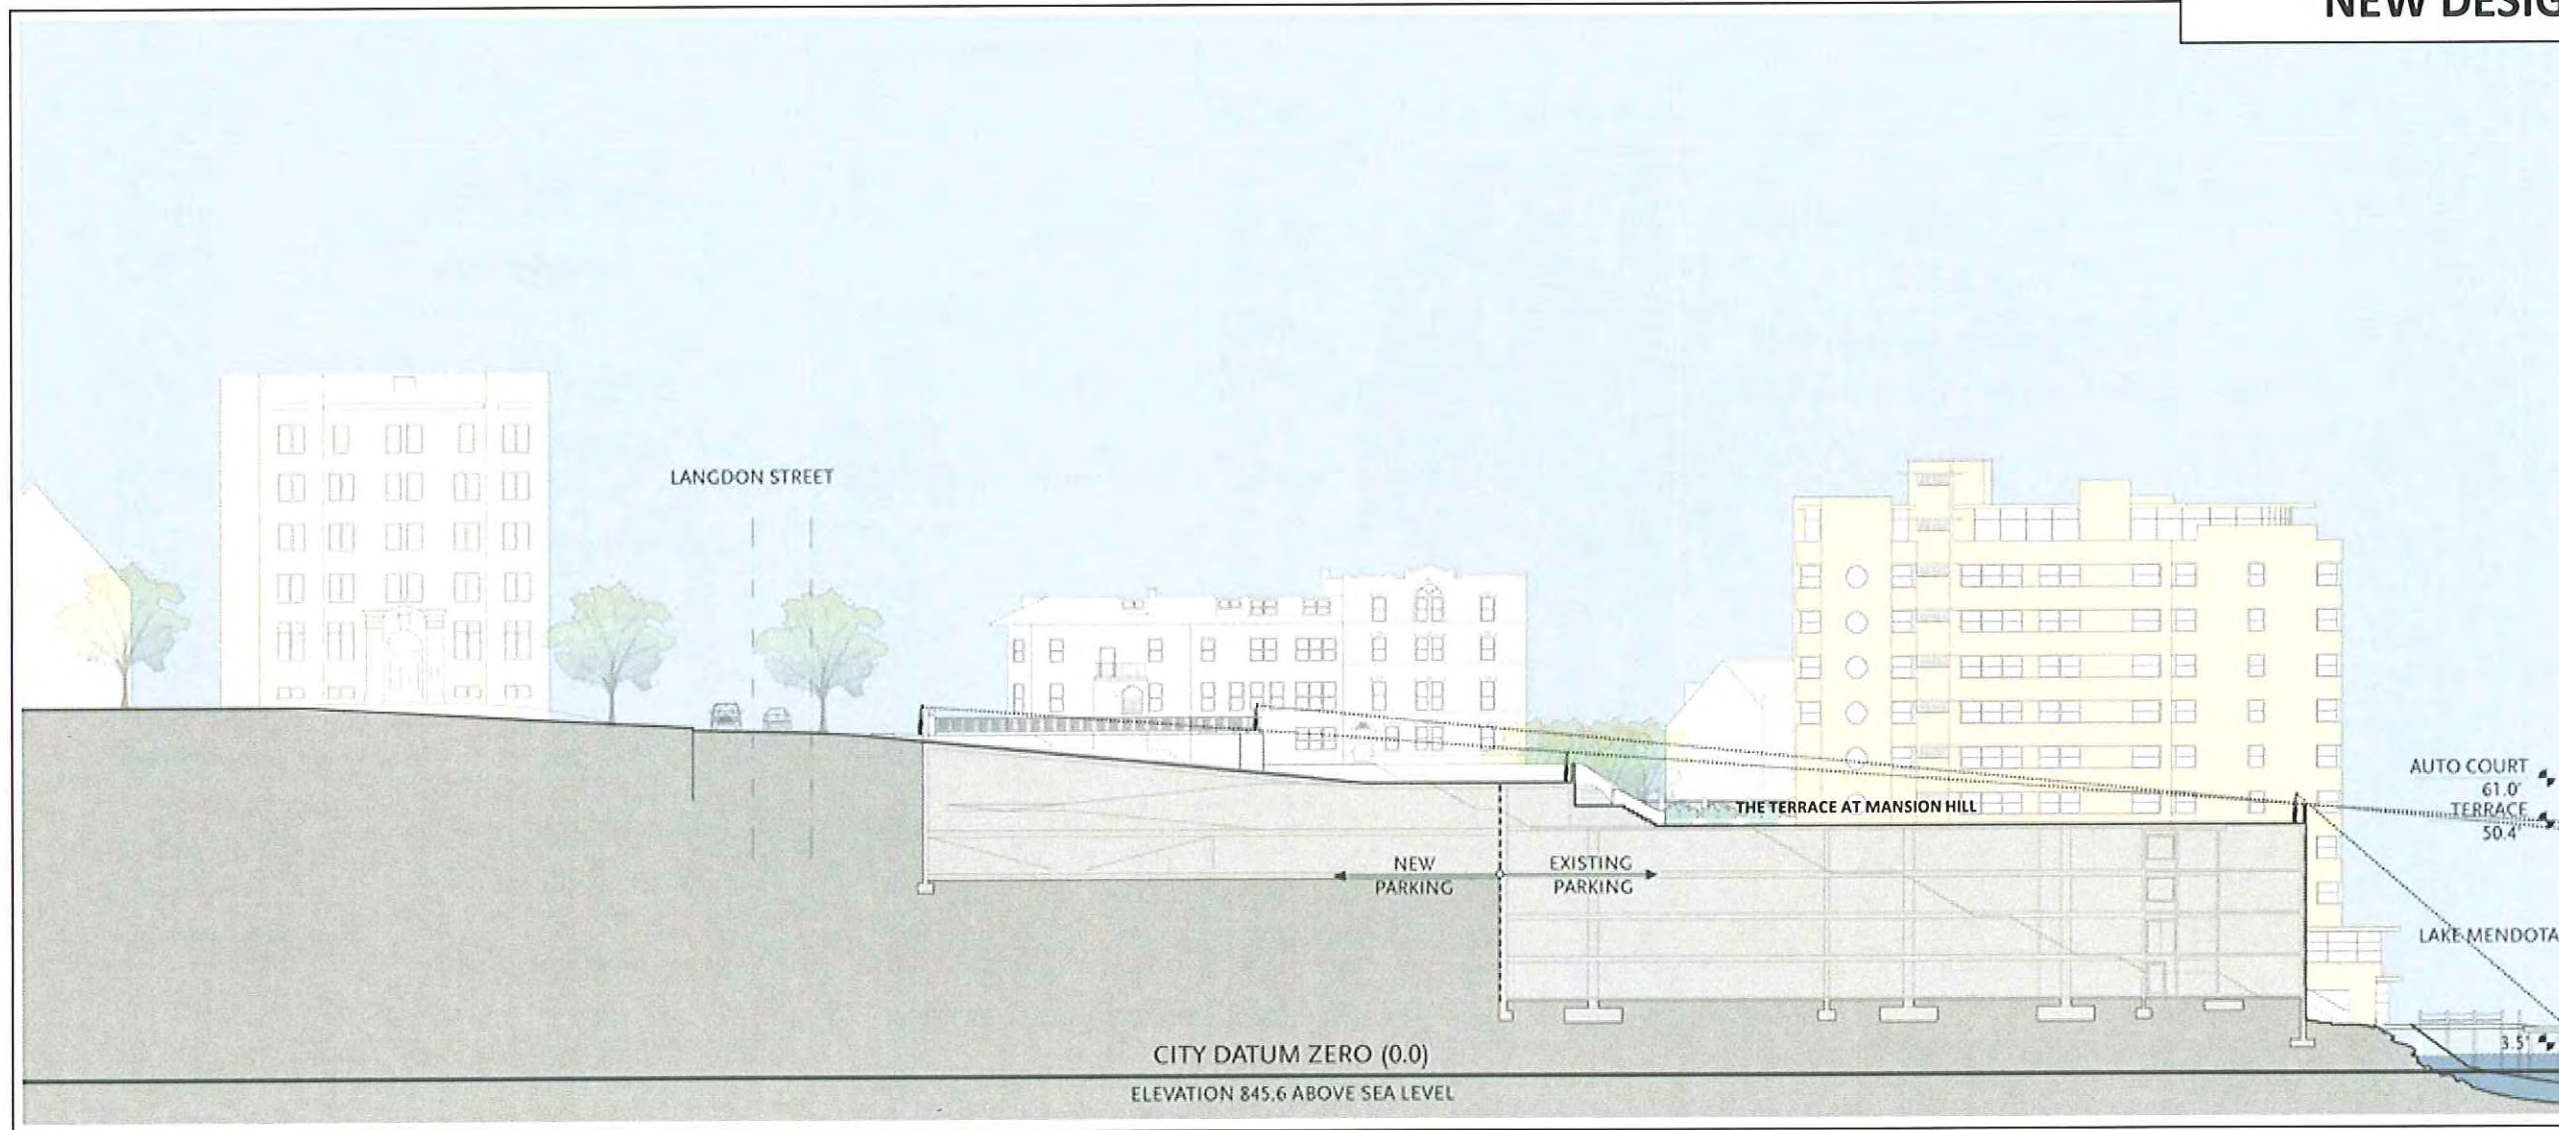 NEW DESIG
LANGDON STREET
THE TERRACE AT MANSION HILL
AUTO COURT
61.0'
TERRACE
50.4'
NEW
PARKING
EXISTING
PARKING
LAKE MENDOTA
3.5'
CITY DATUM ZERO (0.0)
ELEVATION 845.6 ABOVE SEA LEVEL